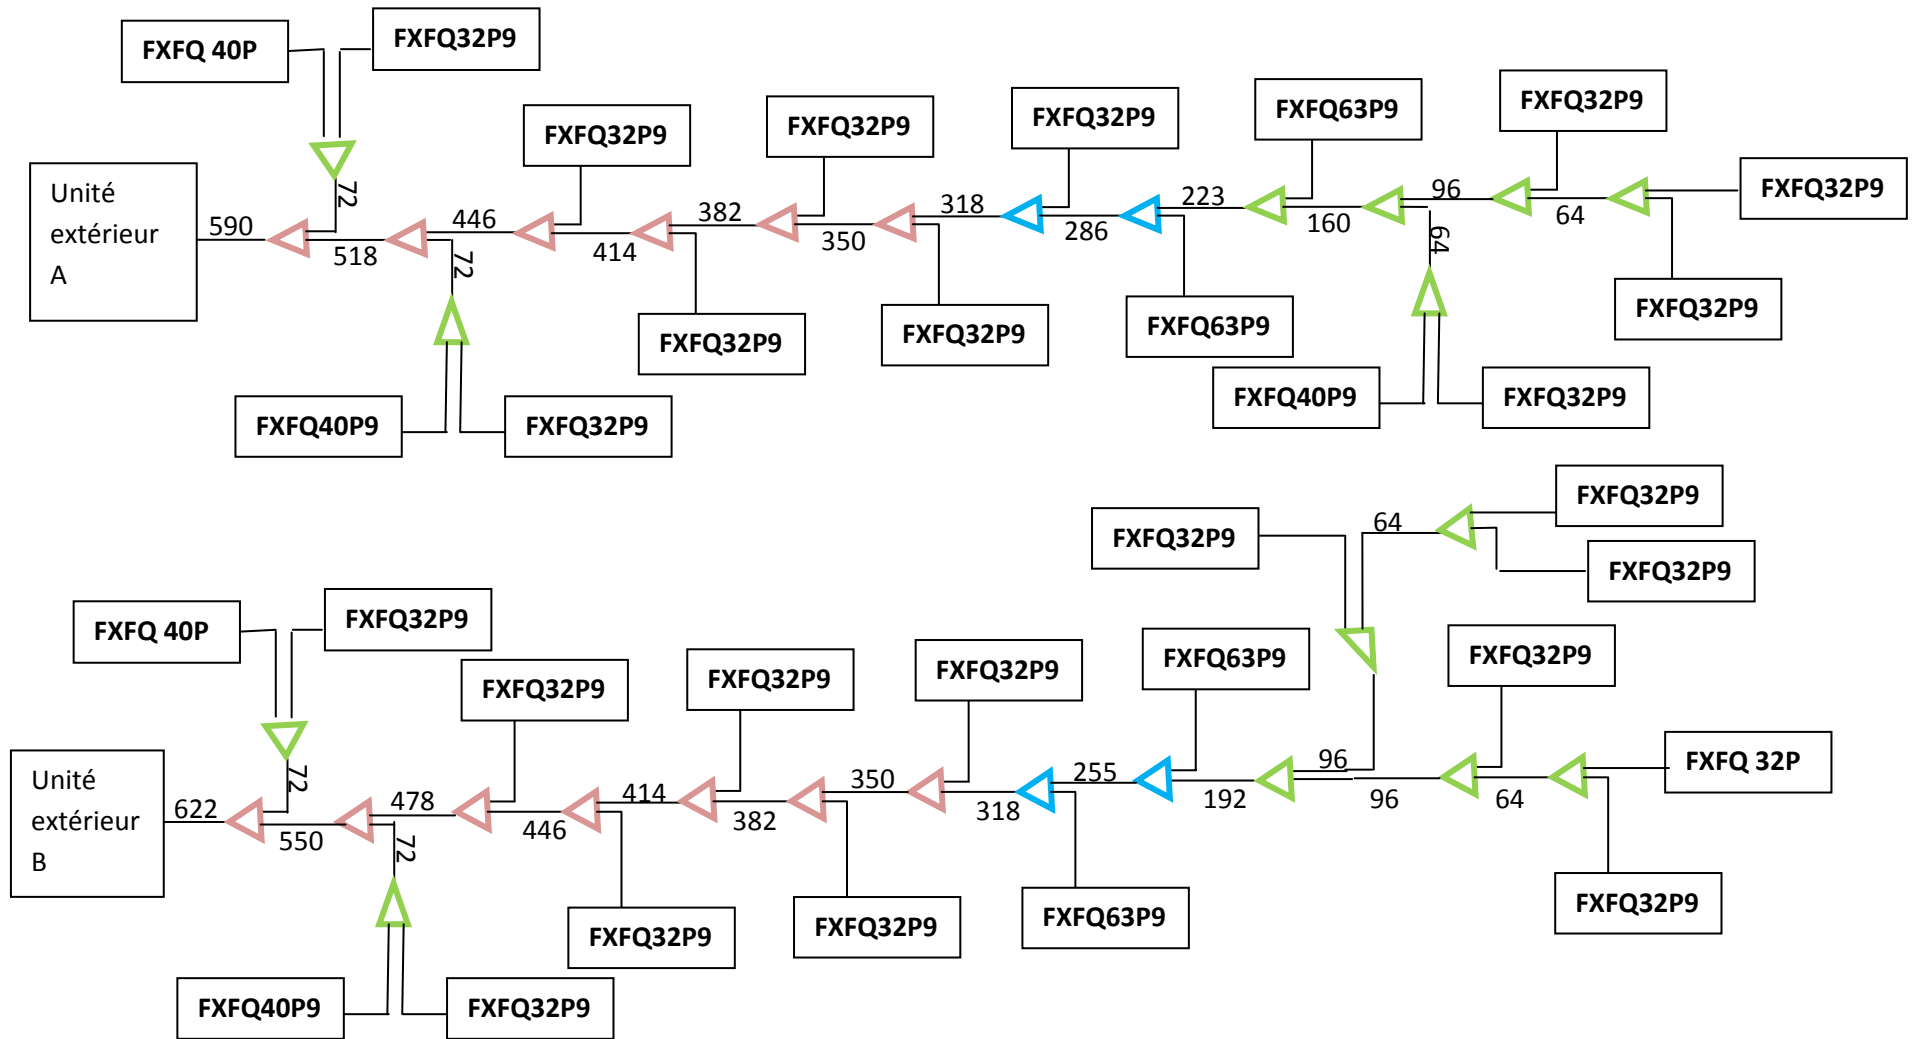 FXFQ 40P
FXFQ32P9
FXFQ32P9
FXFQ32P9
FXFQ32P9
FXFQ63P9
FXFQ32P9
FXFQ32P9
Unité
extérieur
A
590
72
518
446
72
414
382
350
318
286
223
160
96
64
64
FXFQ32P9
FXFQ32P9
FXFQ63P9
FXFQ32P9
FXFQ40P9
FXFQ32P9
FXFQ40P9
FXFQ32P9
FXFQ32P9
64
FXFQ32P9
FXFQ32P9
FXFQ 40P
FXFQ32P9
FXFQ32P9
FXFQ32P9
FXFQ32P9
FXFQ63P9
FXFQ32P9
FXFQ 32P
Unité
extérieur
B
622
72
550
478
72
446
414
382
350
318
255
192
96
96
64
FXFQ32P9
FXFQ32P9
FXFQ63P9
FXFQ32P9
FXFQ40P9
FXFQ32P9